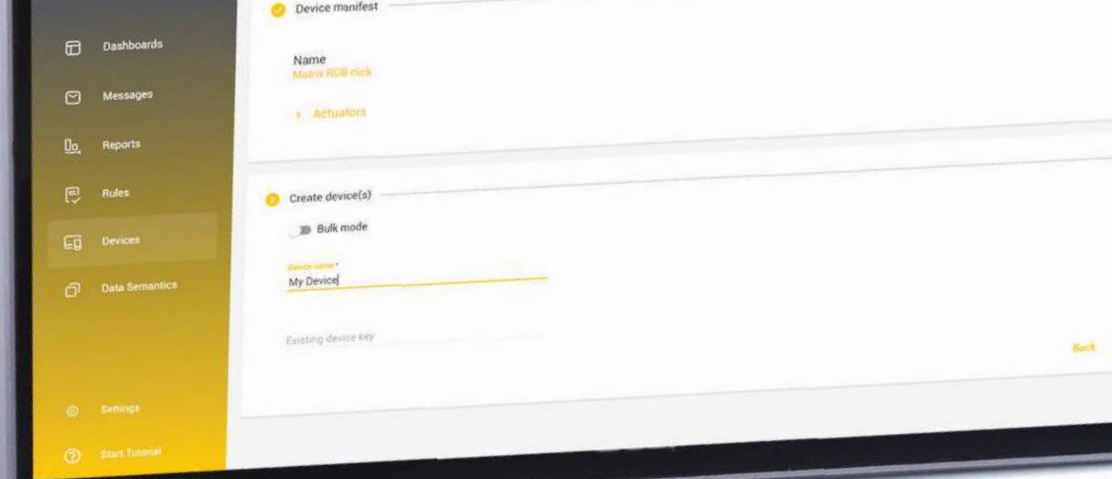 Device manifest
Dashboards
Name
Matrix RGB click
Messages
Actuators
Reports
Rules
Create device(s)
Bulk mode
Devices
Device name*
My Device
Data Semantics
Existing device key
Back
Settings
Start Tutorial